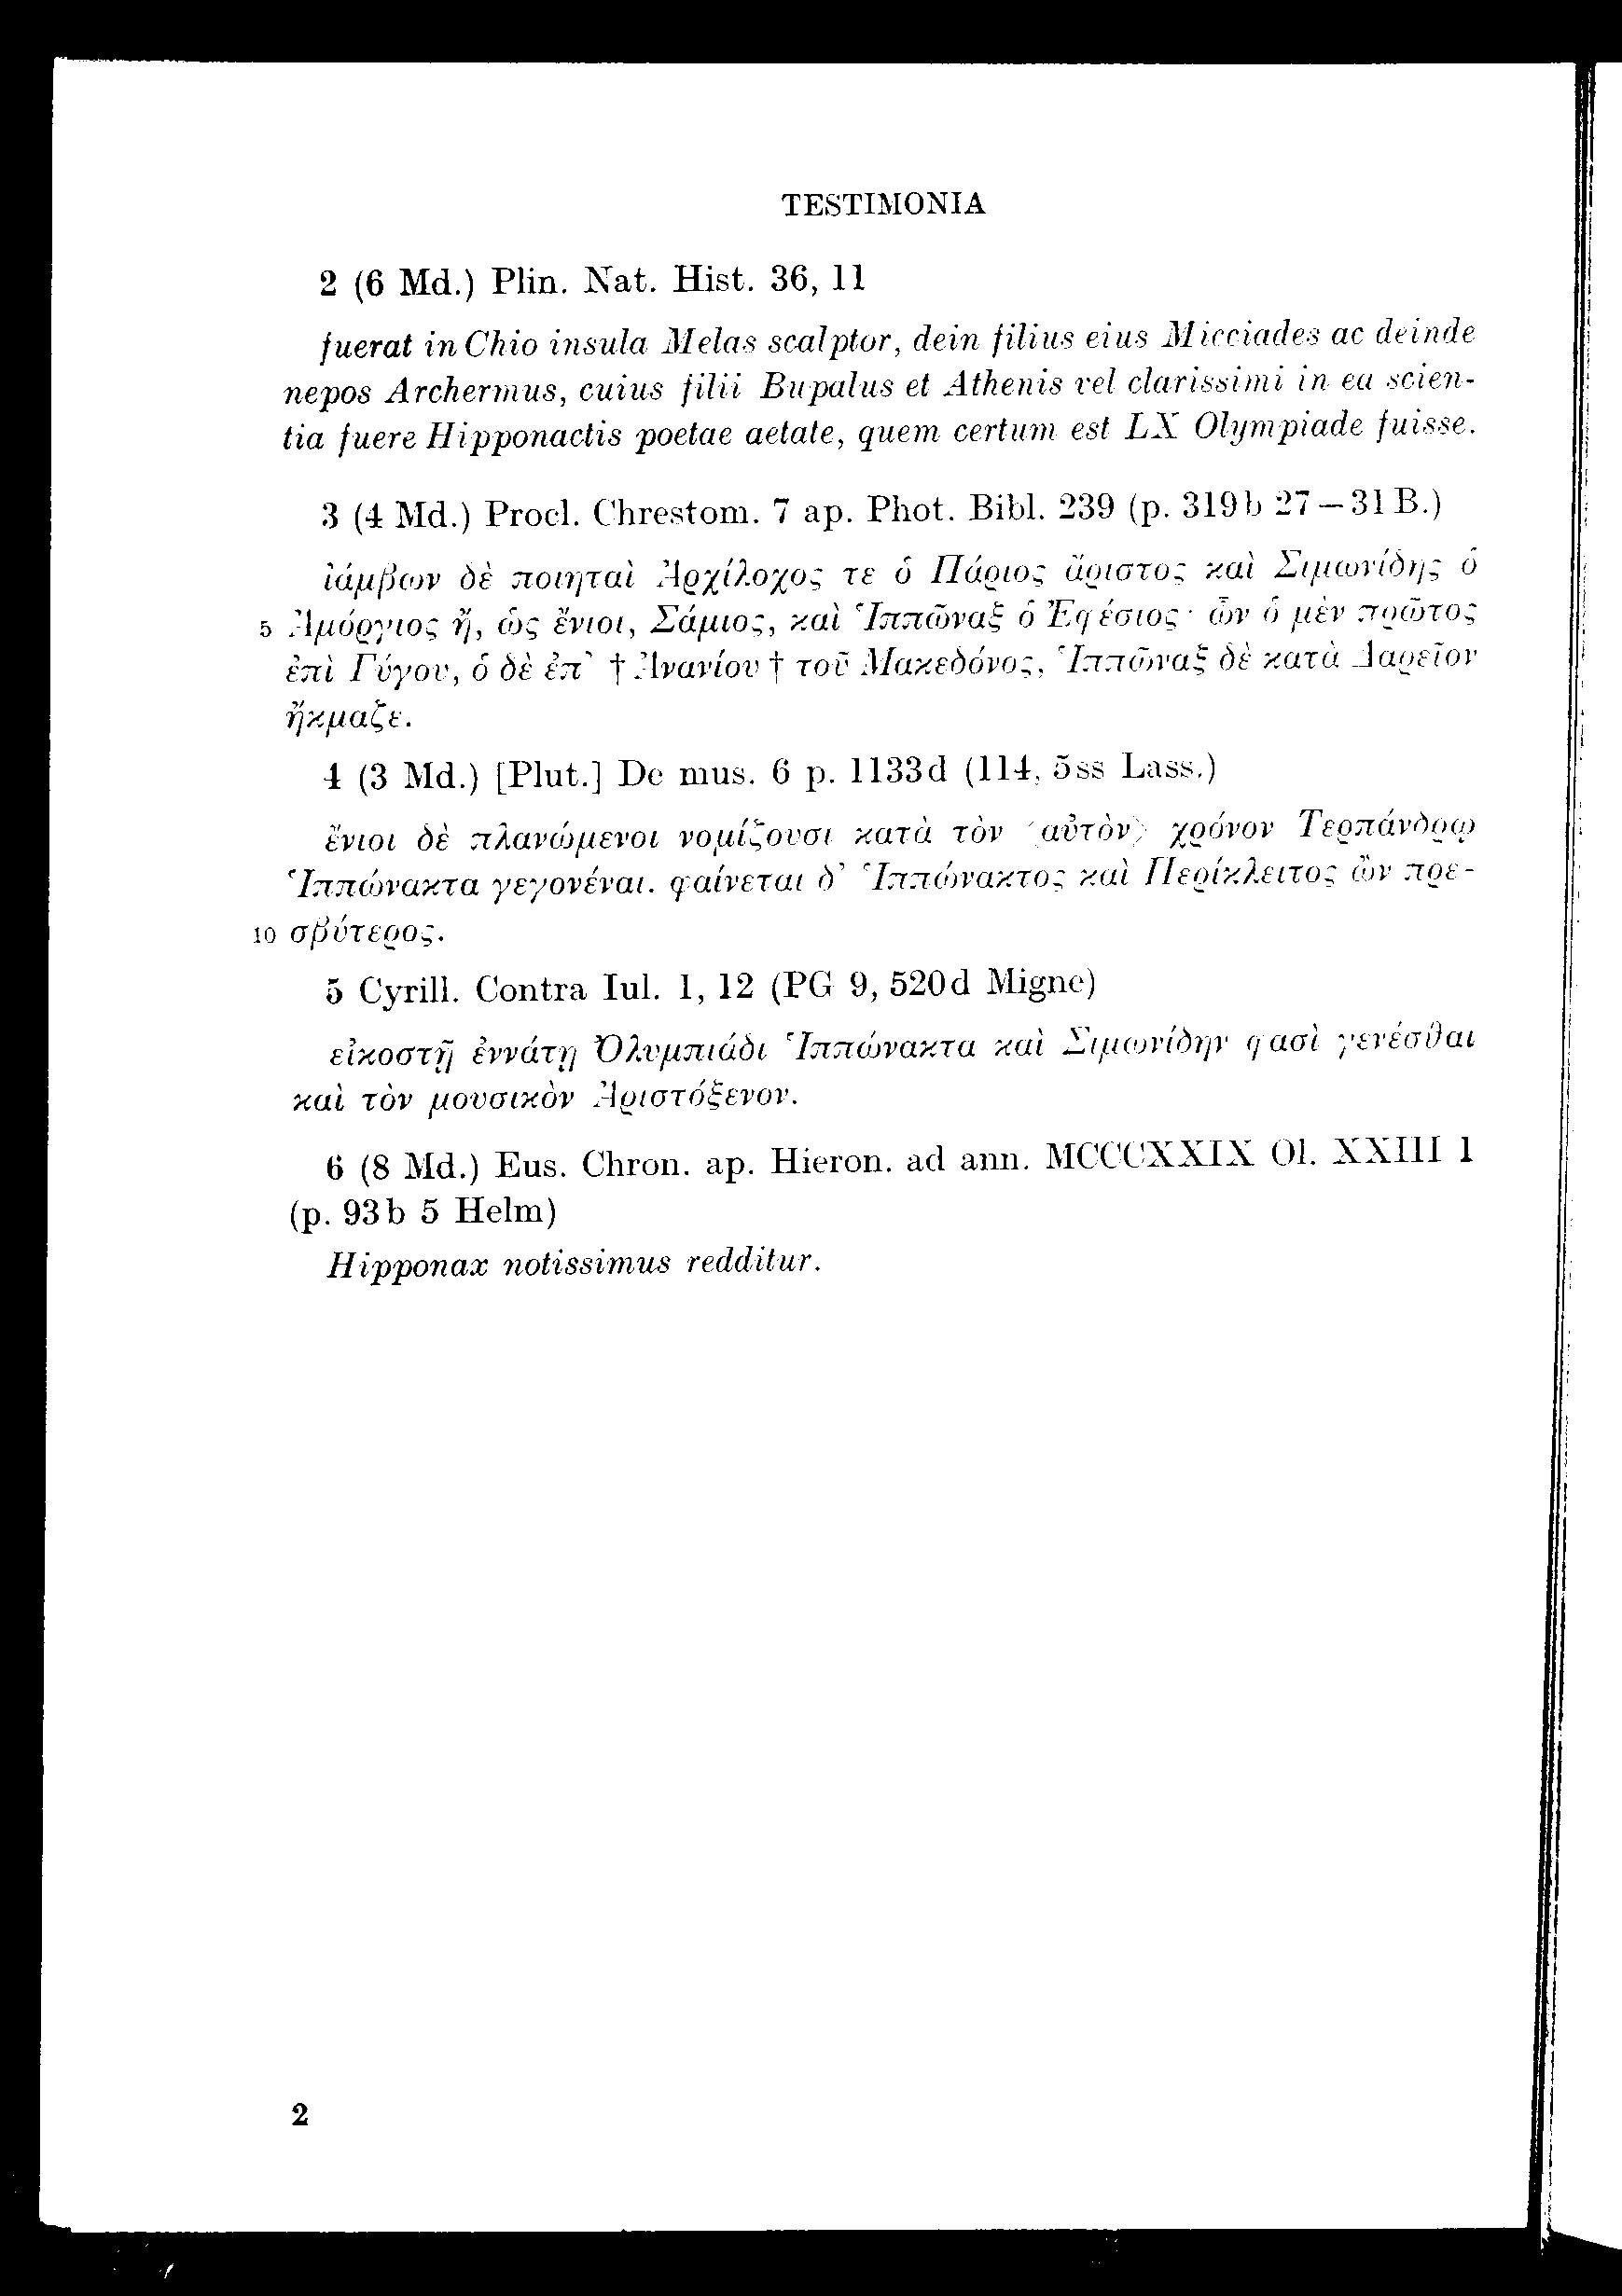 TESTIMONIA
2 (6 Md.) Plin. Nat. Hist. 36, 11
fuerat in Chio insula Melas scalptor, dein filius eius Micciades ac deinde
nepos Archermus, cuius filii Bupalus et Athenis vel clarissimi in ea scien-
tia fuere Hipponactis poetae aetate, quem certum est LX Olympiade fuisse.
3 (4 Md.) Procl. Chrestom. 7 ap. Phot. Bibl. 239 (p. 319b 27–31 B.)
ἰάμβων δὲ ποιηταὶ Ἀρχίλοχος τε ὁ Πάριος ἄριστος καὶ Σιμωνίδης ὁ
5 Ἀμόργιος ἤ, ὡς ἔνιοι, Σάμιος, καὶ Ἱππῶναξ ὁ Ἐφέσιος· ὧν ὁ μὲν πρῶτος
ἐπὶ Γύγου, ὁ δὲ ἐπ’ † Ἀνανίου † τοῦ Μακεδόνος, Ἱππῶναξ δὲ κατὰ Δαρεῖον
ἤκμαζε.
4 (3 Md.) [Plut.] De mus. 6 p. 1133d (114, 5ss Lass.)
ἔνιοι δὲ πλανώμενοι νομίζουσι κατὰ τὸν ⟨αὐτὸν⟩ χρόνον Τερπάνδρῳ
Ἱππώνακτα γεγονέναι. φαίνεται δ’ Ἱππώνακτος καὶ Περίκλειτος ὢν πρε-
10 σβύτερος.
5 Cyrill. Contra Iul. 1, 12 (PG 9, 520d Migne)
εἰκοστῇ ἐννάτῃ Ὀλυμπιάδι Ἱππώνακτα καὶ Σιμωνίδην φασὶ γενέσθαι
καὶ τὸν μουσικὸν Ἀριστόξενον.
6 (8 Md.) Eus. Chron. ap. Hieron. ad ann. MCCCXXIX Ol. XXIII 1
(p. 93b 5 Helm)
Hipponax notissimus redditur.
2